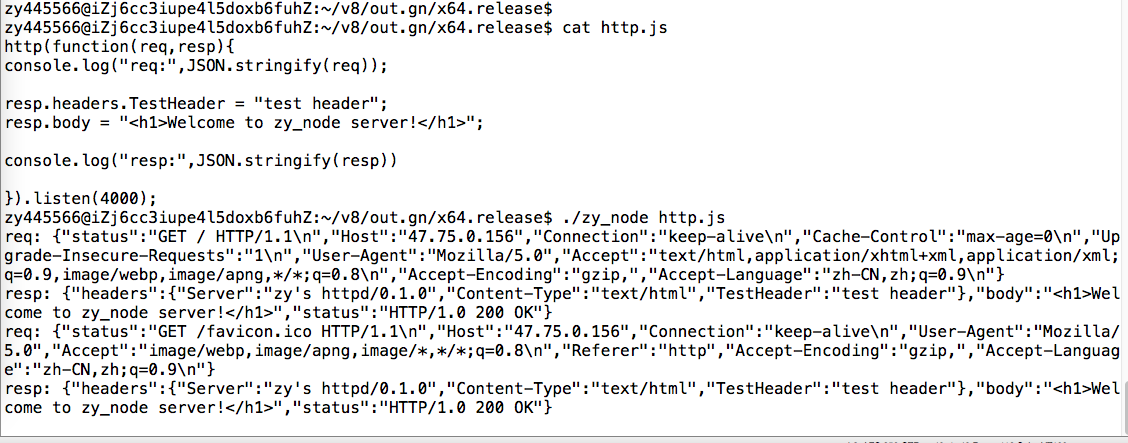 zy445566@iZj6cc3iupe4l5doxb6fuhZ:~/v8/out.gn/x64.release$
zy445566@iZj6cc3iupe4l5doxb6fuhZ:~/v8/out.gn/x64.release$ cat http.js
http(function(req,resp){
console.log("req:",JSON.stringify(req));

resp.headers.TestHeader = "test header";
resp.body = "<h1>Welcome to zy_node server!</h1>";

console.log("resp:",JSON.stringify(resp))

}).listen(4000);
zy445566@iZj6cc3iupe4l5doxb6fuhZ:~/v8/out.gn/x64.release$ ./zy_node http.js
req: {"status":"GET / HTTP/1.1\n","Host":"47.75.0.156","Connection":"keep-alive\n","Cache-Control":"max-age=0\n","Up
grade-Insecure-Requests":"1\n","User-Agent":"Mozilla/5.0","Accept":"text/html,application/xhtml+xml,application/xml;
q=0.9,image/webp,image/apng,*/*;q=0.8\n","Accept-Encoding":"gzip,","Accept-Language":"zh-CN,zh;q=0.9\n"}
resp: {"headers":{"Server":"zy's httpd/0.1.0","Content-Type":"text/html","TestHeader":"test header"},"body":"<h1>Wel
come to zy_node server!</h1>","status":"HTTP/1.0 200 OK"}
req: {"status":"GET /favicon.ico HTTP/1.1\n","Host":"47.75.0.156","Connection":"keep-alive\n","User-Agent":"Mozilla/
5.0","Accept":"image/webp,image/apng,image/*,*/*;q=0.8\n","Referer":"http","Accept-Encoding":"gzip,","Accept-Languag
e":"zh-CN,zh;q=0.9\n"}
resp: {"headers":{"Server":"zy's httpd/0.1.0","Content-Type":"text/html","TestHeader":"test header"},"body":"<h1>Wel
come to zy_node server!</h1>","status":"HTTP/1.0 200 OK"}